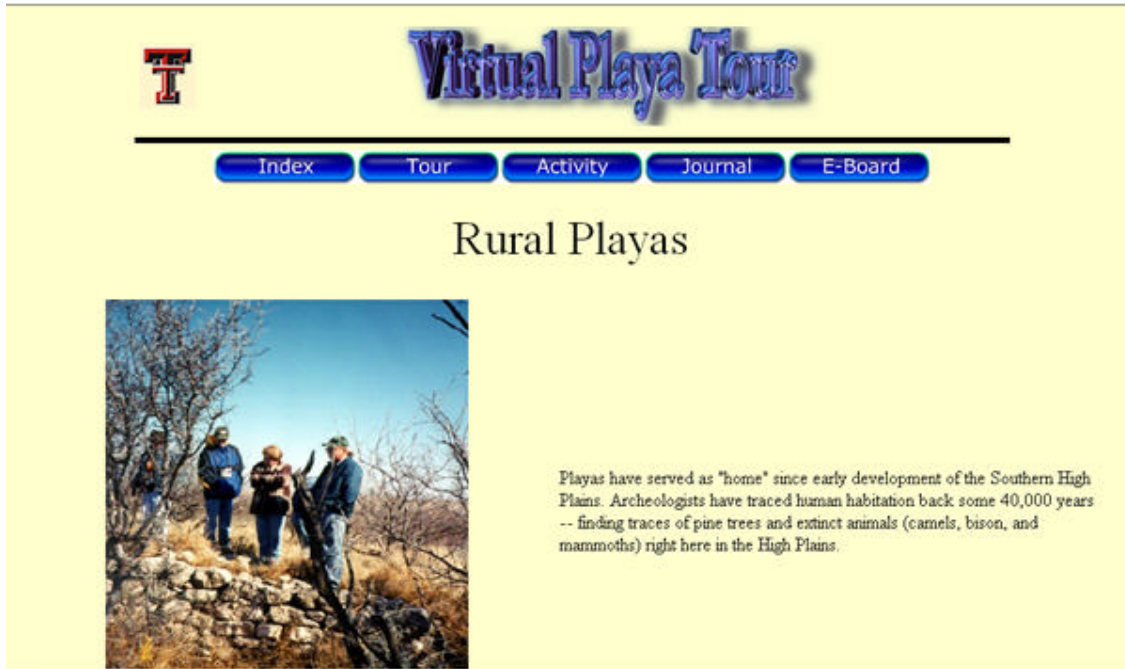 Virtual Playa Tour
Index Tour Activity Journal E-Board
Rural Playas
Playas have served as "home" since early development of the Southern High
Plains. Archeologists have traced human habitation back some 40,000 years
-- finding traces of pine trees and extinct animals (camels, bison, and
mammoths) right here in the High Plains.